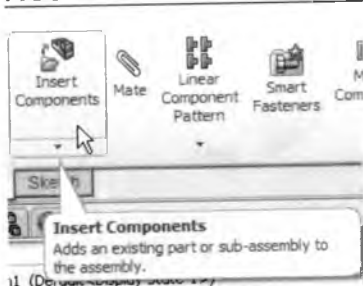 Insert
Components
Mate
Linear
Component
Pattern
Smart
Fasteners
Insert Components
Adds an existing part or sub-assembly to
the assembly.